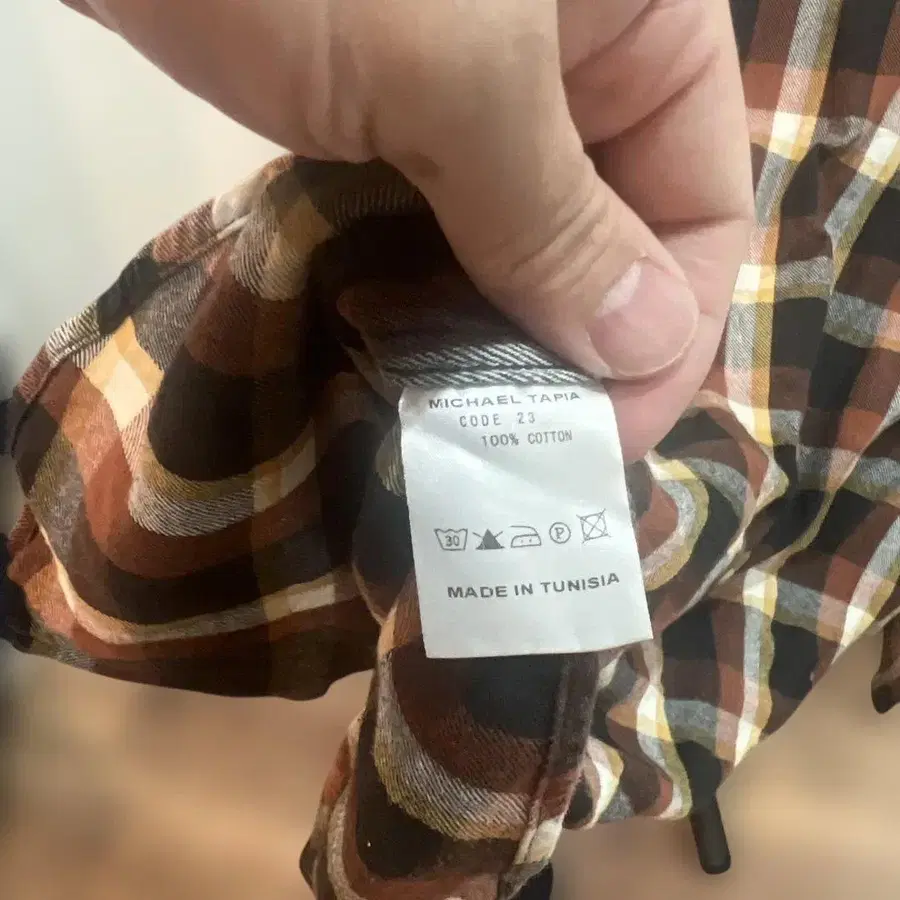 MICHAEL TAPIA
CODE 23
100% COTTON
30 P
MADE IN TUNISIA